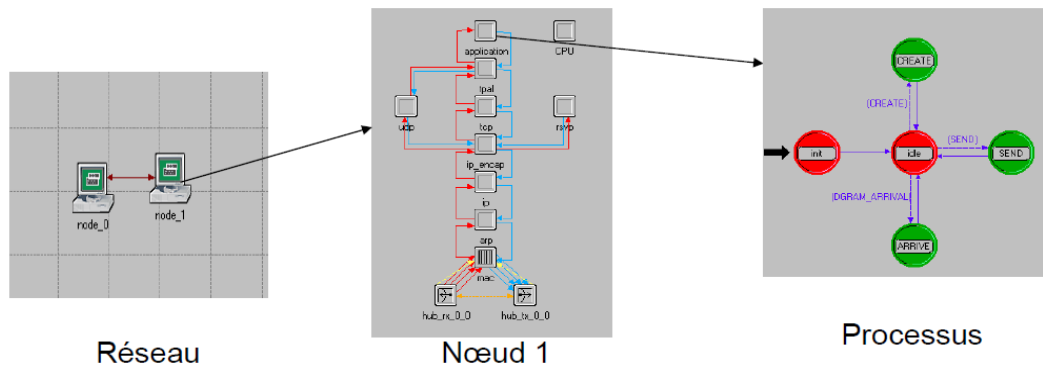 application
CPU
tpal
udp
tcp
rsvp
ip_encap
ip
arp
mac
hub_rx_0_0
hub_tx_0_0
node_0
node_1
CREATE
(CREATE)
init
idle
(SEND)
SEND
(DGRAM_ARRIVAL)
ARRIVE
Réseau
Nœud 1
Processus